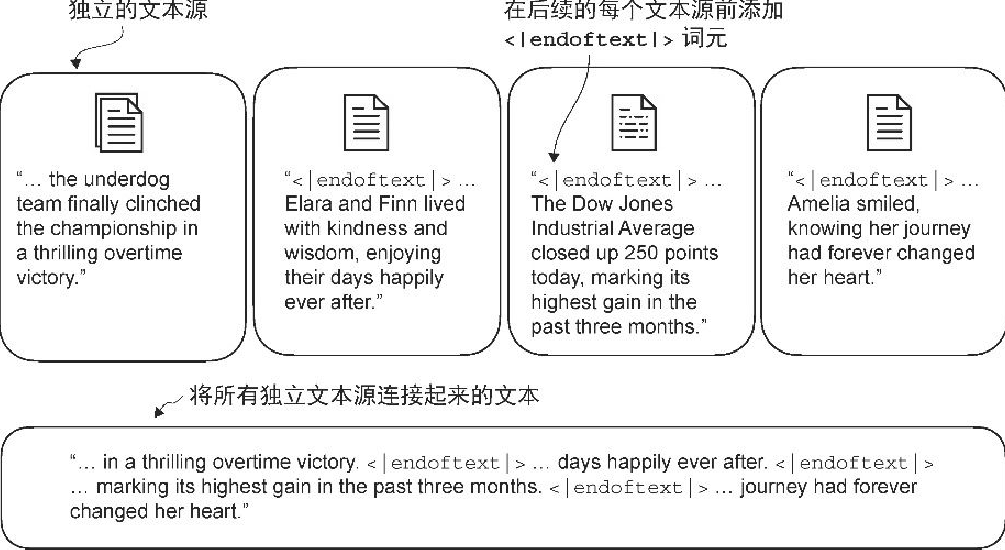 独立的文本源
在后续的每个文本源前添加
<|endoftext|> 词元
“… the underdog
team finally clinched
the championship in
a thrilling overtime
victory.”
“<|endoftext|> …
Elara and Finn lived
with kindness and
wisdom, enjoying
their days happily
ever after.”
“<|endoftext|> …
The Dow Jones
Industrial Average
closed up 250 points
today, marking its
highest gain in the
past three months.”
“<|endoftext|> …
Amelia smiled,
knowing her journey
had forever changed
her heart.”
将所有独立文本源连接起来的文本
“… in a thrilling overtime victory. <|endoftext|> … days happily ever after. <|endoftext|>
… marking its highest gain in the past three months. <|endoftext|> … journey had forever
changed her heart.”